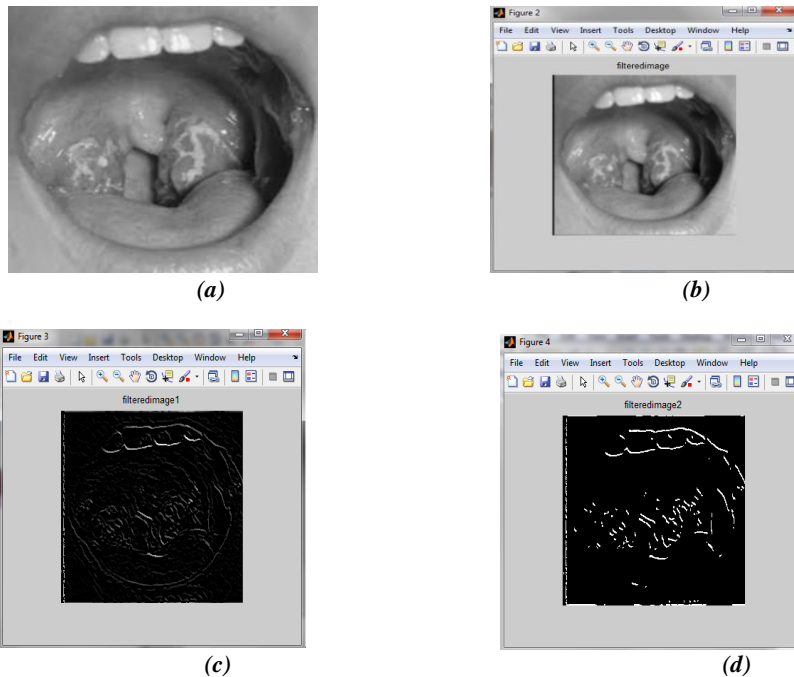 Figure 2
File Edit View Insert Tools Desktop Window Help
filteredimage
(a)
(b)
Figure 3
File Edit View Insert Tools Desktop Window Help
filteredimage1
Figure 4
File Edit View Insert Tools Desktop Window Help
filteredimage2
(c)
(d)